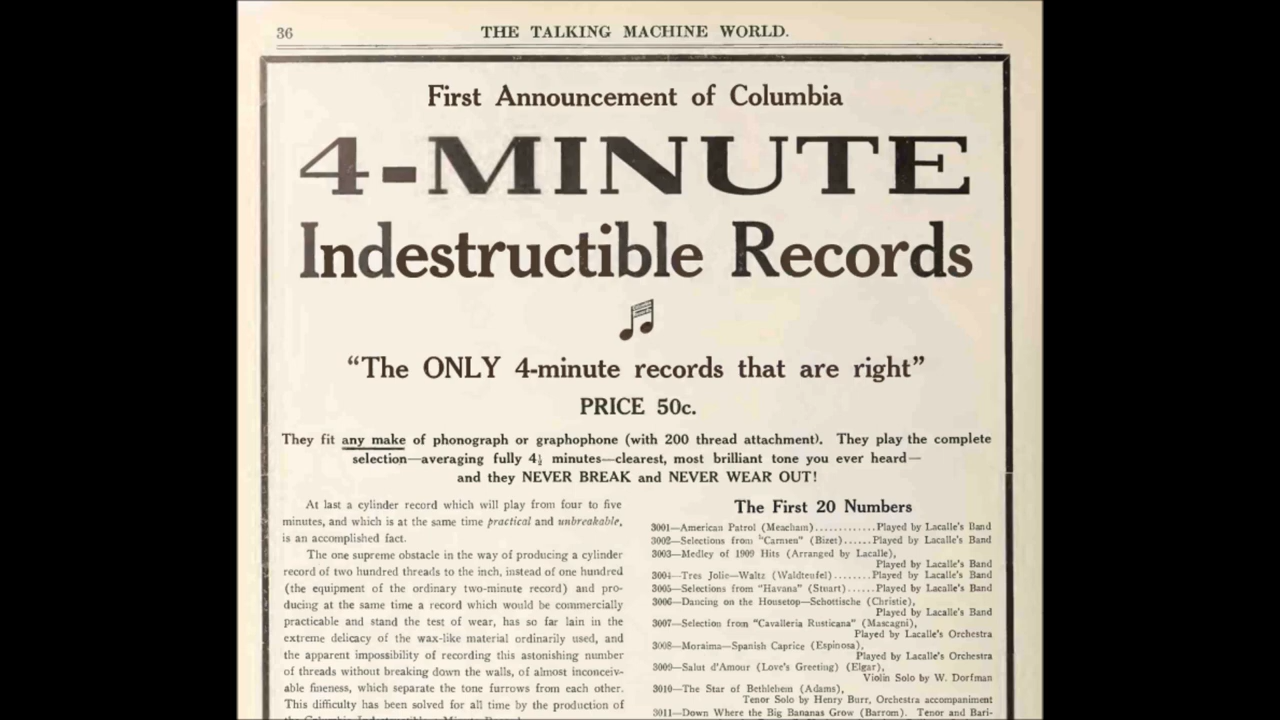 36
THE TALKING MACHINE WORLD.
First Announcement of Columbia
4-MINUTE
Indestructible Records
“The ONLY 4-minute records that are right”
PRICE 50c.
They fit any make of phonograph or graphophone (with 200 thread attachment). They play the complete
selection—averaging fully 4½ minutes—clearest, most brilliant tone you ever heard—
and they NEVER BREAK and NEVER WEAR OUT!
At last a cylinder record which will play from four to five
minutes, and which is at the same time practical and unbreakable,
is an accomplished fact.
The one supreme obstacle in the way of producing a cylinder
record of two hundred threads to the inch, instead of one hundred
(the equipment of the ordinary two-minute record) and pro-
ducing at the same time a record which would be commercially
practicable and stand the test of wear, has so far lain in the
extreme delicacy of the wax-like material ordinarily used, and
the apparent impossibility of recording this astonishing number
of threads without breaking down the walls, of almost inconceiv-
able fineness, which separate the tone furrows from each other.
This difficulty has been solved for all time by the production of
The First 20 Numbers
3001—American Patrol (Meacham).............Played by Lacalle's Band
3002—Selections from "Carmen" (Bizet)......Played by Lacalle's Band
3003—Medley of 1909 Hits (Arranged by Lacalle),
Played by Lacalle's Band
3004—Tres Jolie—Waltz (Waldteufel)........Played by Lacalle's Band
3005—Selections from "Havana" (Stuart)......Played by Lacalle's Band
3006—Dancing on the Housetop—Schottische (Christie),
Played by Lacalle's Band
3007—Selection from "Cavalleria Rusticana" (Mascagni),
Played by Lacalle's Orchestra
3008—Moraima—Spanish Caprice (Espinosa),
Played by Lacalle's Orchestra
3009—Salut d'Amour (Love's Greeting) (Elgar),
Violin Solo by W. Dorfman
3010—The Star of Bethlehem (Adams),
Tenor Solo by Henry Burr, Orchestra accompaniment
3011—Down Where the Big Bananas Grow (Barrom). Tenor and Bari-